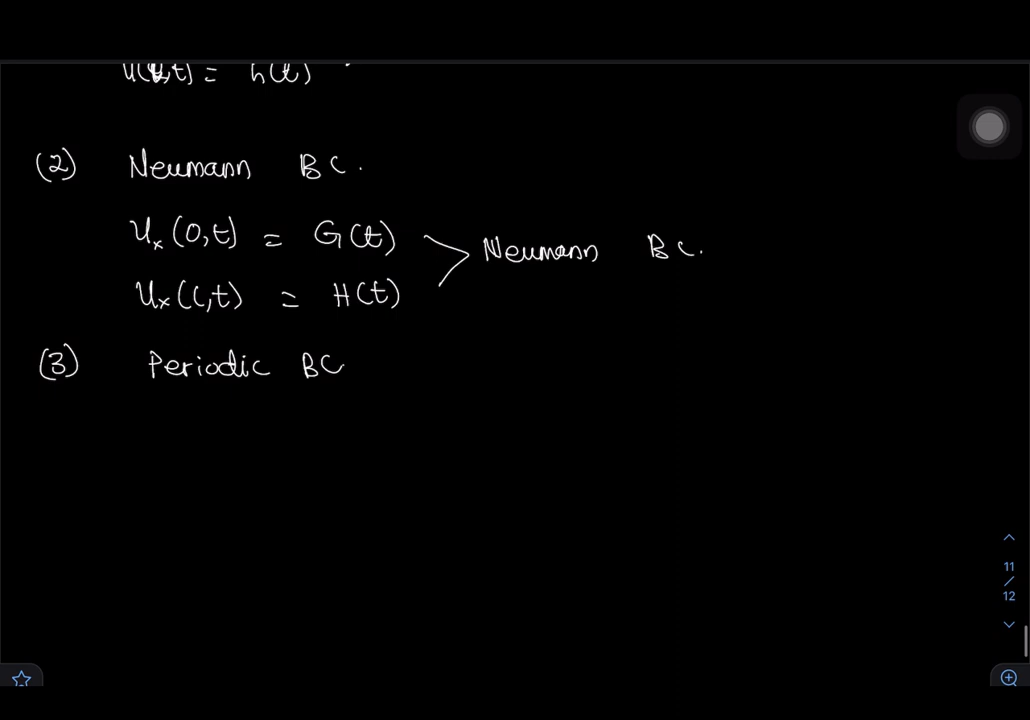 u(L,t) = h(t)
(2) Neumann BC.
Ux (0,t) = G(t)
Neumann BC.
Ux (L,t) = H(t)
(3) Periodic BC
11
/
12